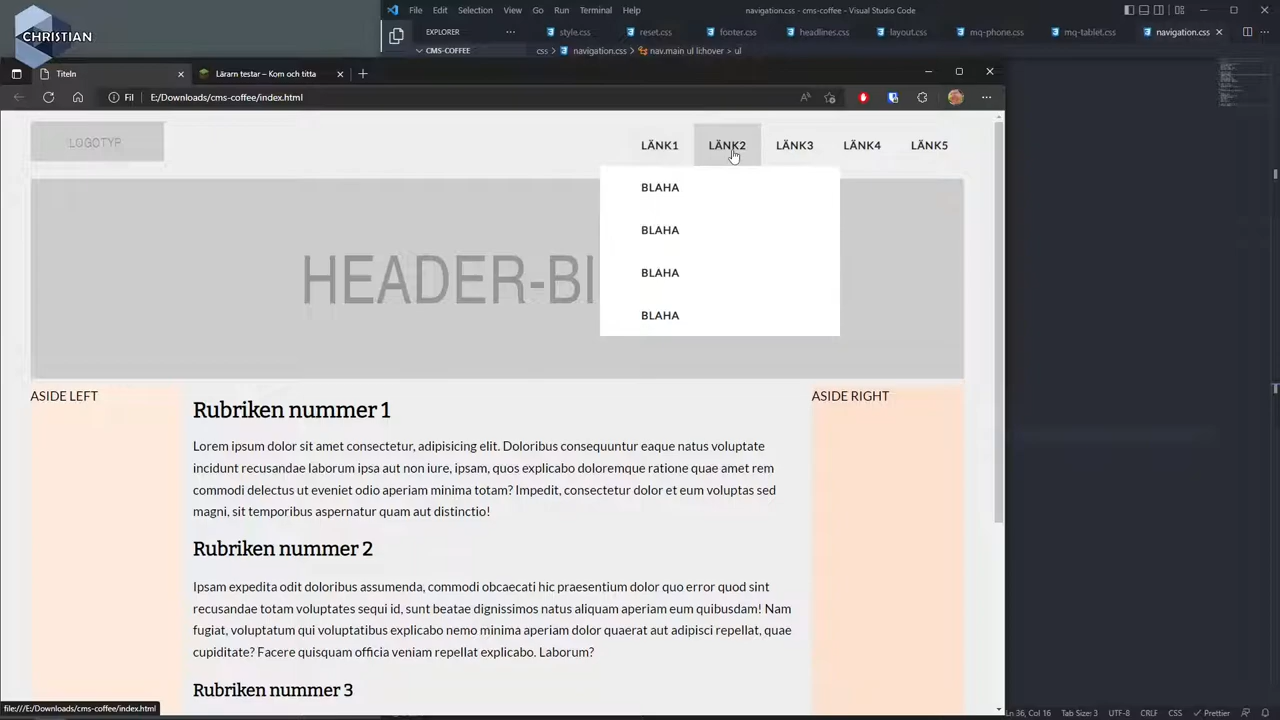 CHRISTIAN
File Edit Selection View Go Run Terminal Help
navigation.css - cms-coffee - Visual Studio Code
EXPLORER
style.css reset.css footer.css headlines.css layout.css mq-phone.css mq-tablet.css navigation.css
CMS-COFFEE
css > navigation.css > nav.main ul li:hover > ul
Titeln
Lärarn testar – Kom och titta
Fil E:/Downloads/cms-coffee/index.html
LOGOTYP
LÄNK1 LÄNK2 LÄNK3 LÄNK4 LÄNK5
BLAHA
BLAHA
BLAHA
BLAHA
HEADER-BI
ASIDE LEFT
ASIDE RIGHT
Rubriken nummer 1
Lorem ipsum dolor sit amet consectetur, adipisicing elit. Doloribus consequuntur eaque natus voluptate
incidunt recusandae laborum ipsa aut non iure, ipsam, quos explicabo doloremque ratione quae amet rem
commodi delectus ut eveniet odio aperiam minima totam? Impedit, consectetur dolor et eum voluptas sed
magni, sit temporibus aspernatur quam aut distinctio!
Rubriken nummer 2
Ipsam expedita odit doloribus assumenda, commodi obcaecati hic praesentium dolor quo error quod sint
recusandae totam voluptates sequi id, sunt beatae dignissimos natus aliquam aperiam eum quibusdam! Nam
fugiat, voluptatum qui voluptatibus explicabo nemo minima aperiam dolor quaerat aut adipisci repellat, quae
cupiditate? Facere quisquam officia veniam repellat explicabo. Laborum?
Rubriken nummer 3
file:///E:/Downloads/cms-coffee/index.html
Ln 36, Col 16 Tab Size: 3 UTF-8 CRLF CSS Prettier